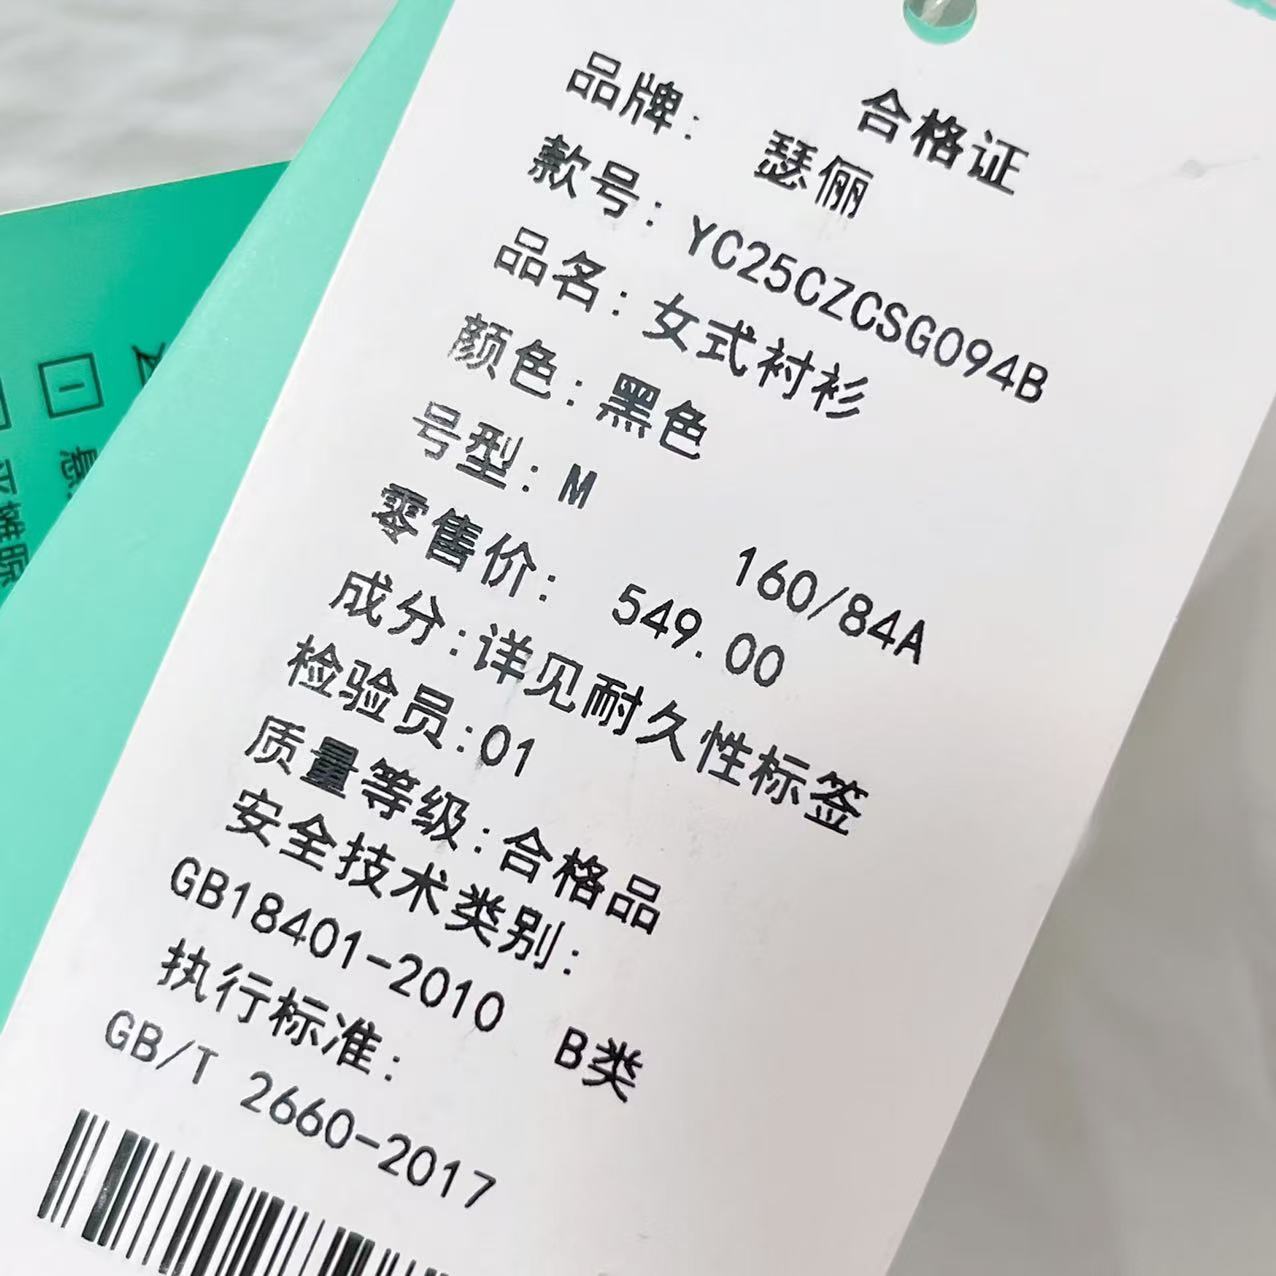 合格证
品牌: 瑟俪
款号: YC25CZCSG094B
品名: 女式衬衫
颜色: 黑色
号型: M 160/84A
零售价: 549.00
成分: 详见耐久性标签
检验员:01
质量等级: 合格品
安全技术类别:
GB18401-2010 B类
执行标准:
GB/T 2660-2017